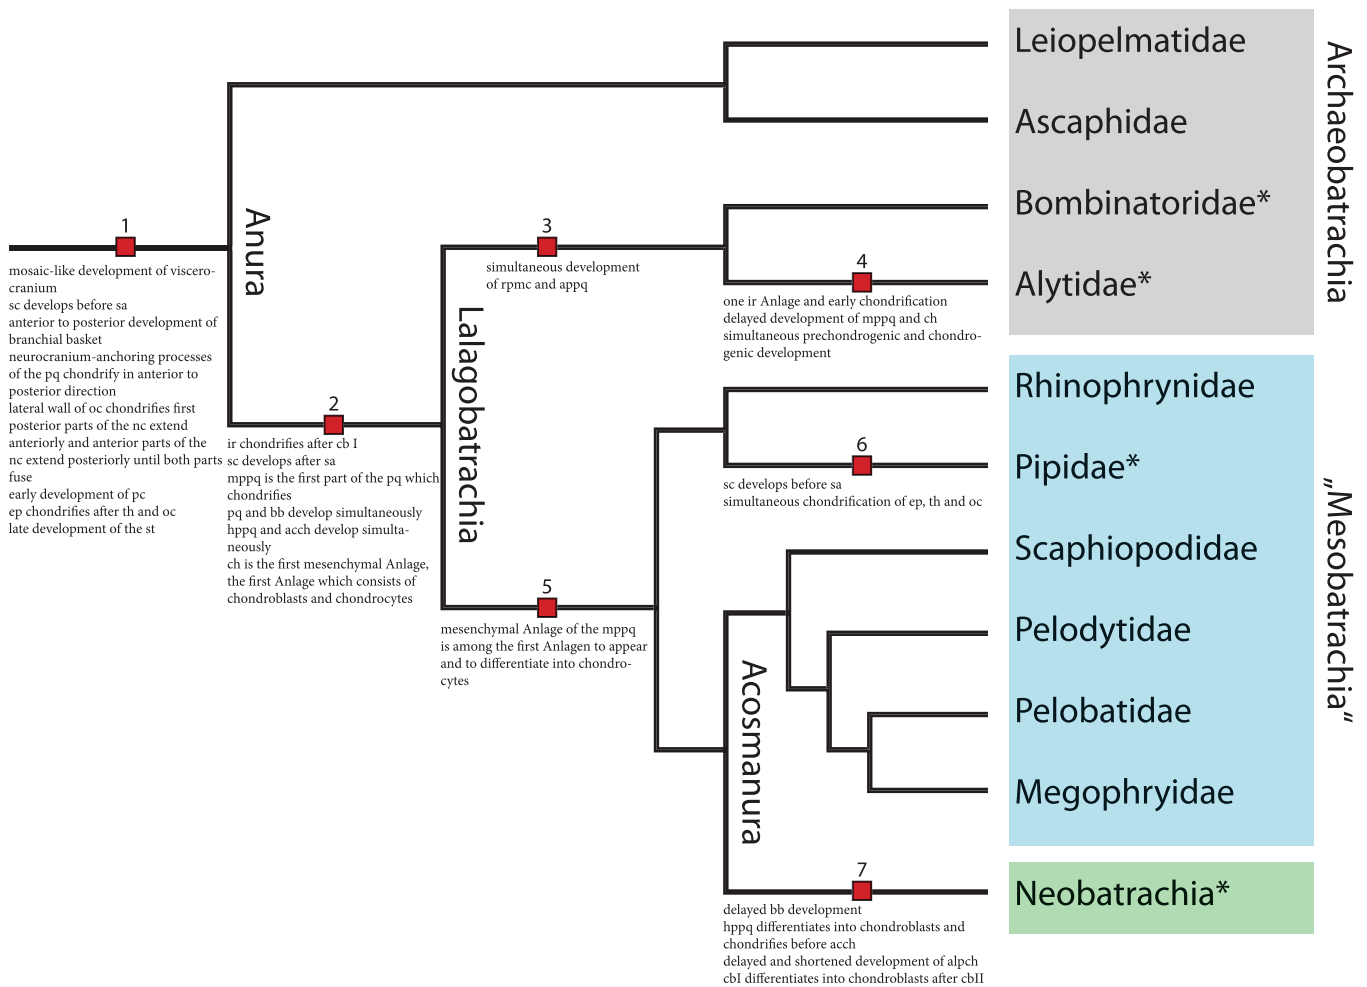 Leiopelmatidae
Ascaphidae
Bombinatoridae*
Alytidae*
Archaeobatrachia
Rhinophrynidae
Pipidae*
Scaphiopodidae
Pelodytidae
Pelobatidae
Megophryidae
„Mesobatrachia“
Neobatrachia*
Anura
Lalagobatrachia
Acosmanura
1
mosaic-like development of viscero-
cranium
sc develops before sa
anterior to posterior development of
branchial basket
neurocranium-anchoring processes
of the pq chondrify in anterior to
posterior direction
lateral wall of oc chondrifies first
posterior parts of the nc extend
anteriorly and anterior parts of the
nc extend posteriorly until both parts
fuse
early development of pc
ep chondrifies after th and oc
late development of the st
2
ir chondrifies after cb I
sc develops after sa
mppq is the first part of the pq which
chondrifies
pq and bb develop simultaneously
hppq and acch develop simulta-
neously
ch is the first mesenchymal Anlage,
the first Anlage which consists of
chondroblasts and chondrocytes
3
simultaneous development
of rpmc and appq
4
one ir Anlage and early chondrification
delayed development of mppq and ch
simultaneous prechondrogenic and chondro-
genic development
5
mesenchymal Anlage of the mppq
is among the first Anlagen to appear
and to differentiate into chondro-
cytes
6
sc develops before sa
simultaneous chondrification of ep, th and oc
7
delayed bb development
hppq differentiates into chondroblasts and
chondrifies before acch
delayed and shortened development of alpch
cbI differentiates into chondroblasts after cbII